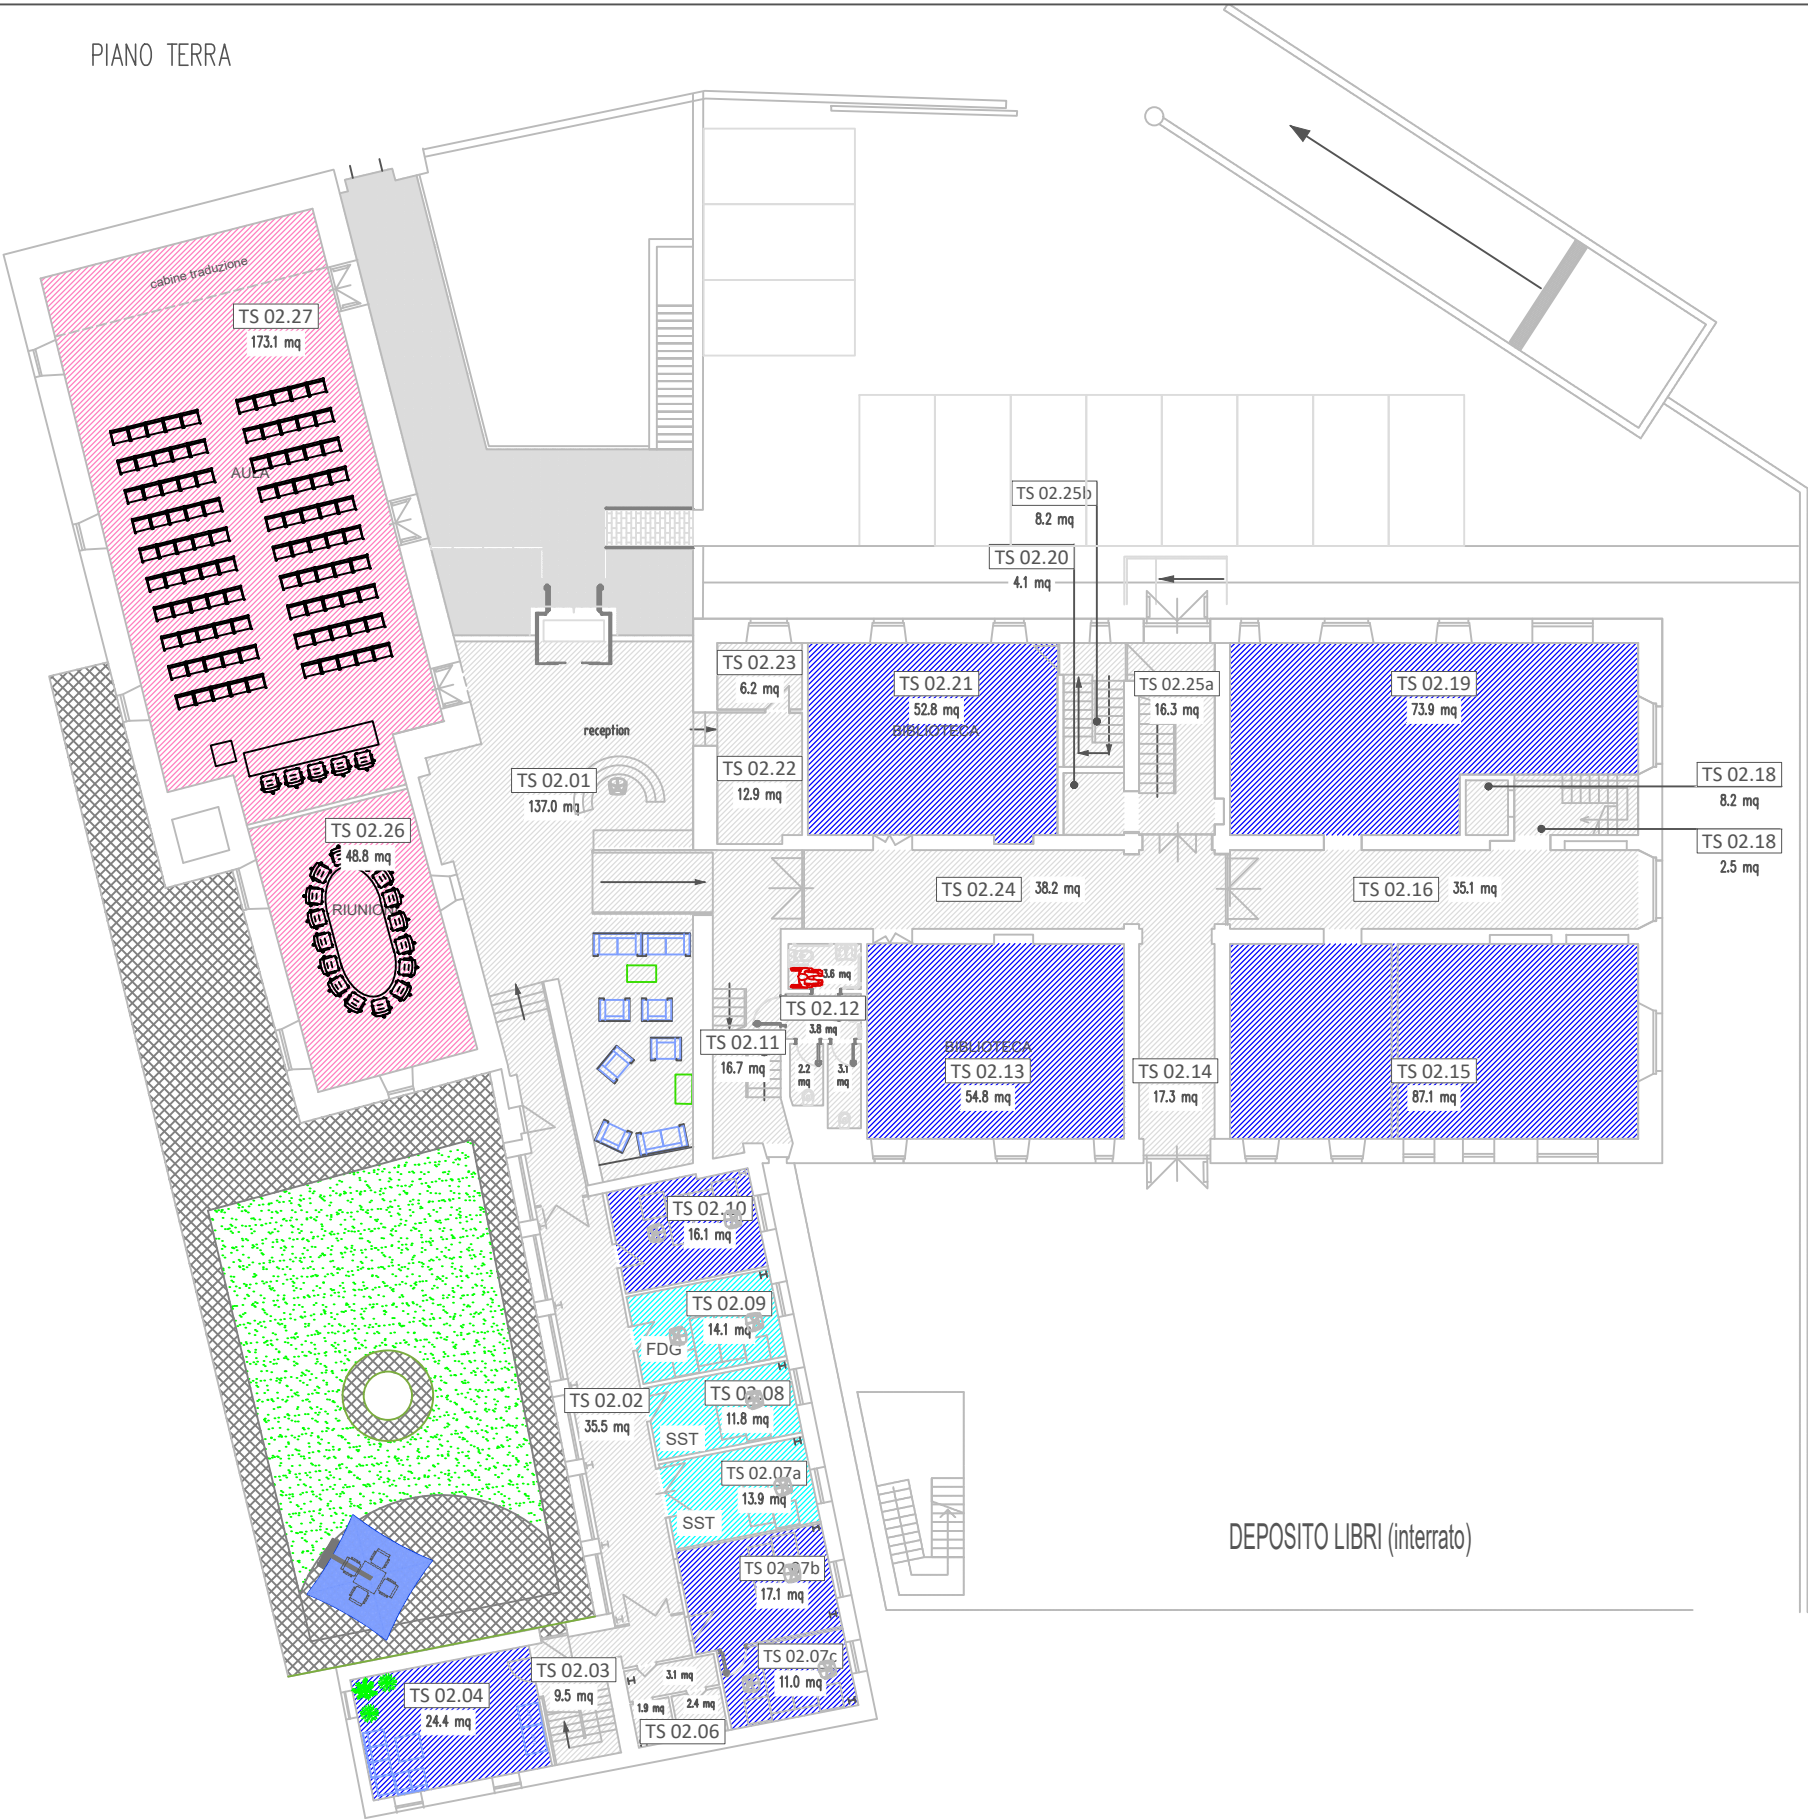 PIANO TERRA
cabine traduzione
TS 02.27
173.1 mq
AULA
TS 02.25b
8.2 mq
TS 02.20
4.1 mq
TS 02.23
6.2 mq
TS 02.21
52.8 mq
BIBLIOTECA
TS 02.25a
16.3 mq
TS 02.19
73.9 mq
reception
TS 02.01
137.0 mq
TS 02.22
12.9 mq
TS 02.18
8.2 mq
TS 02.18
2.5 mq
TS 02.26
48.8 mq
RIUNION
TS 02.24
38.2 mq
TS 02.16
35.1 mq
3.6 mq
TS 02.12
3.8 mq
TS 02.11
16.7 mq
2.2
mq
3.1
mq
BIBLIOTECA
TS 02.13
54.8 mq
TS 02.14
17.3 mq
TS 02.15
87.1 mq
TS 02.10
16.1 mq
TS 02.09
14.1 mq
FDG
TS 02.08
11.8 mq
SST
TS 02.02
35.5 mq
TS 02.07a
13.9 mq
SST
TS 02.07b
17.1 mq
DEPOSITO LIBRI (interrato)
TS 02.07c
11.0 mq
TS 02.03
9.5 mq
TS 02.04
24.4 mq
3.1 mq
1.9 mq
2.4 mq
TS 02.06